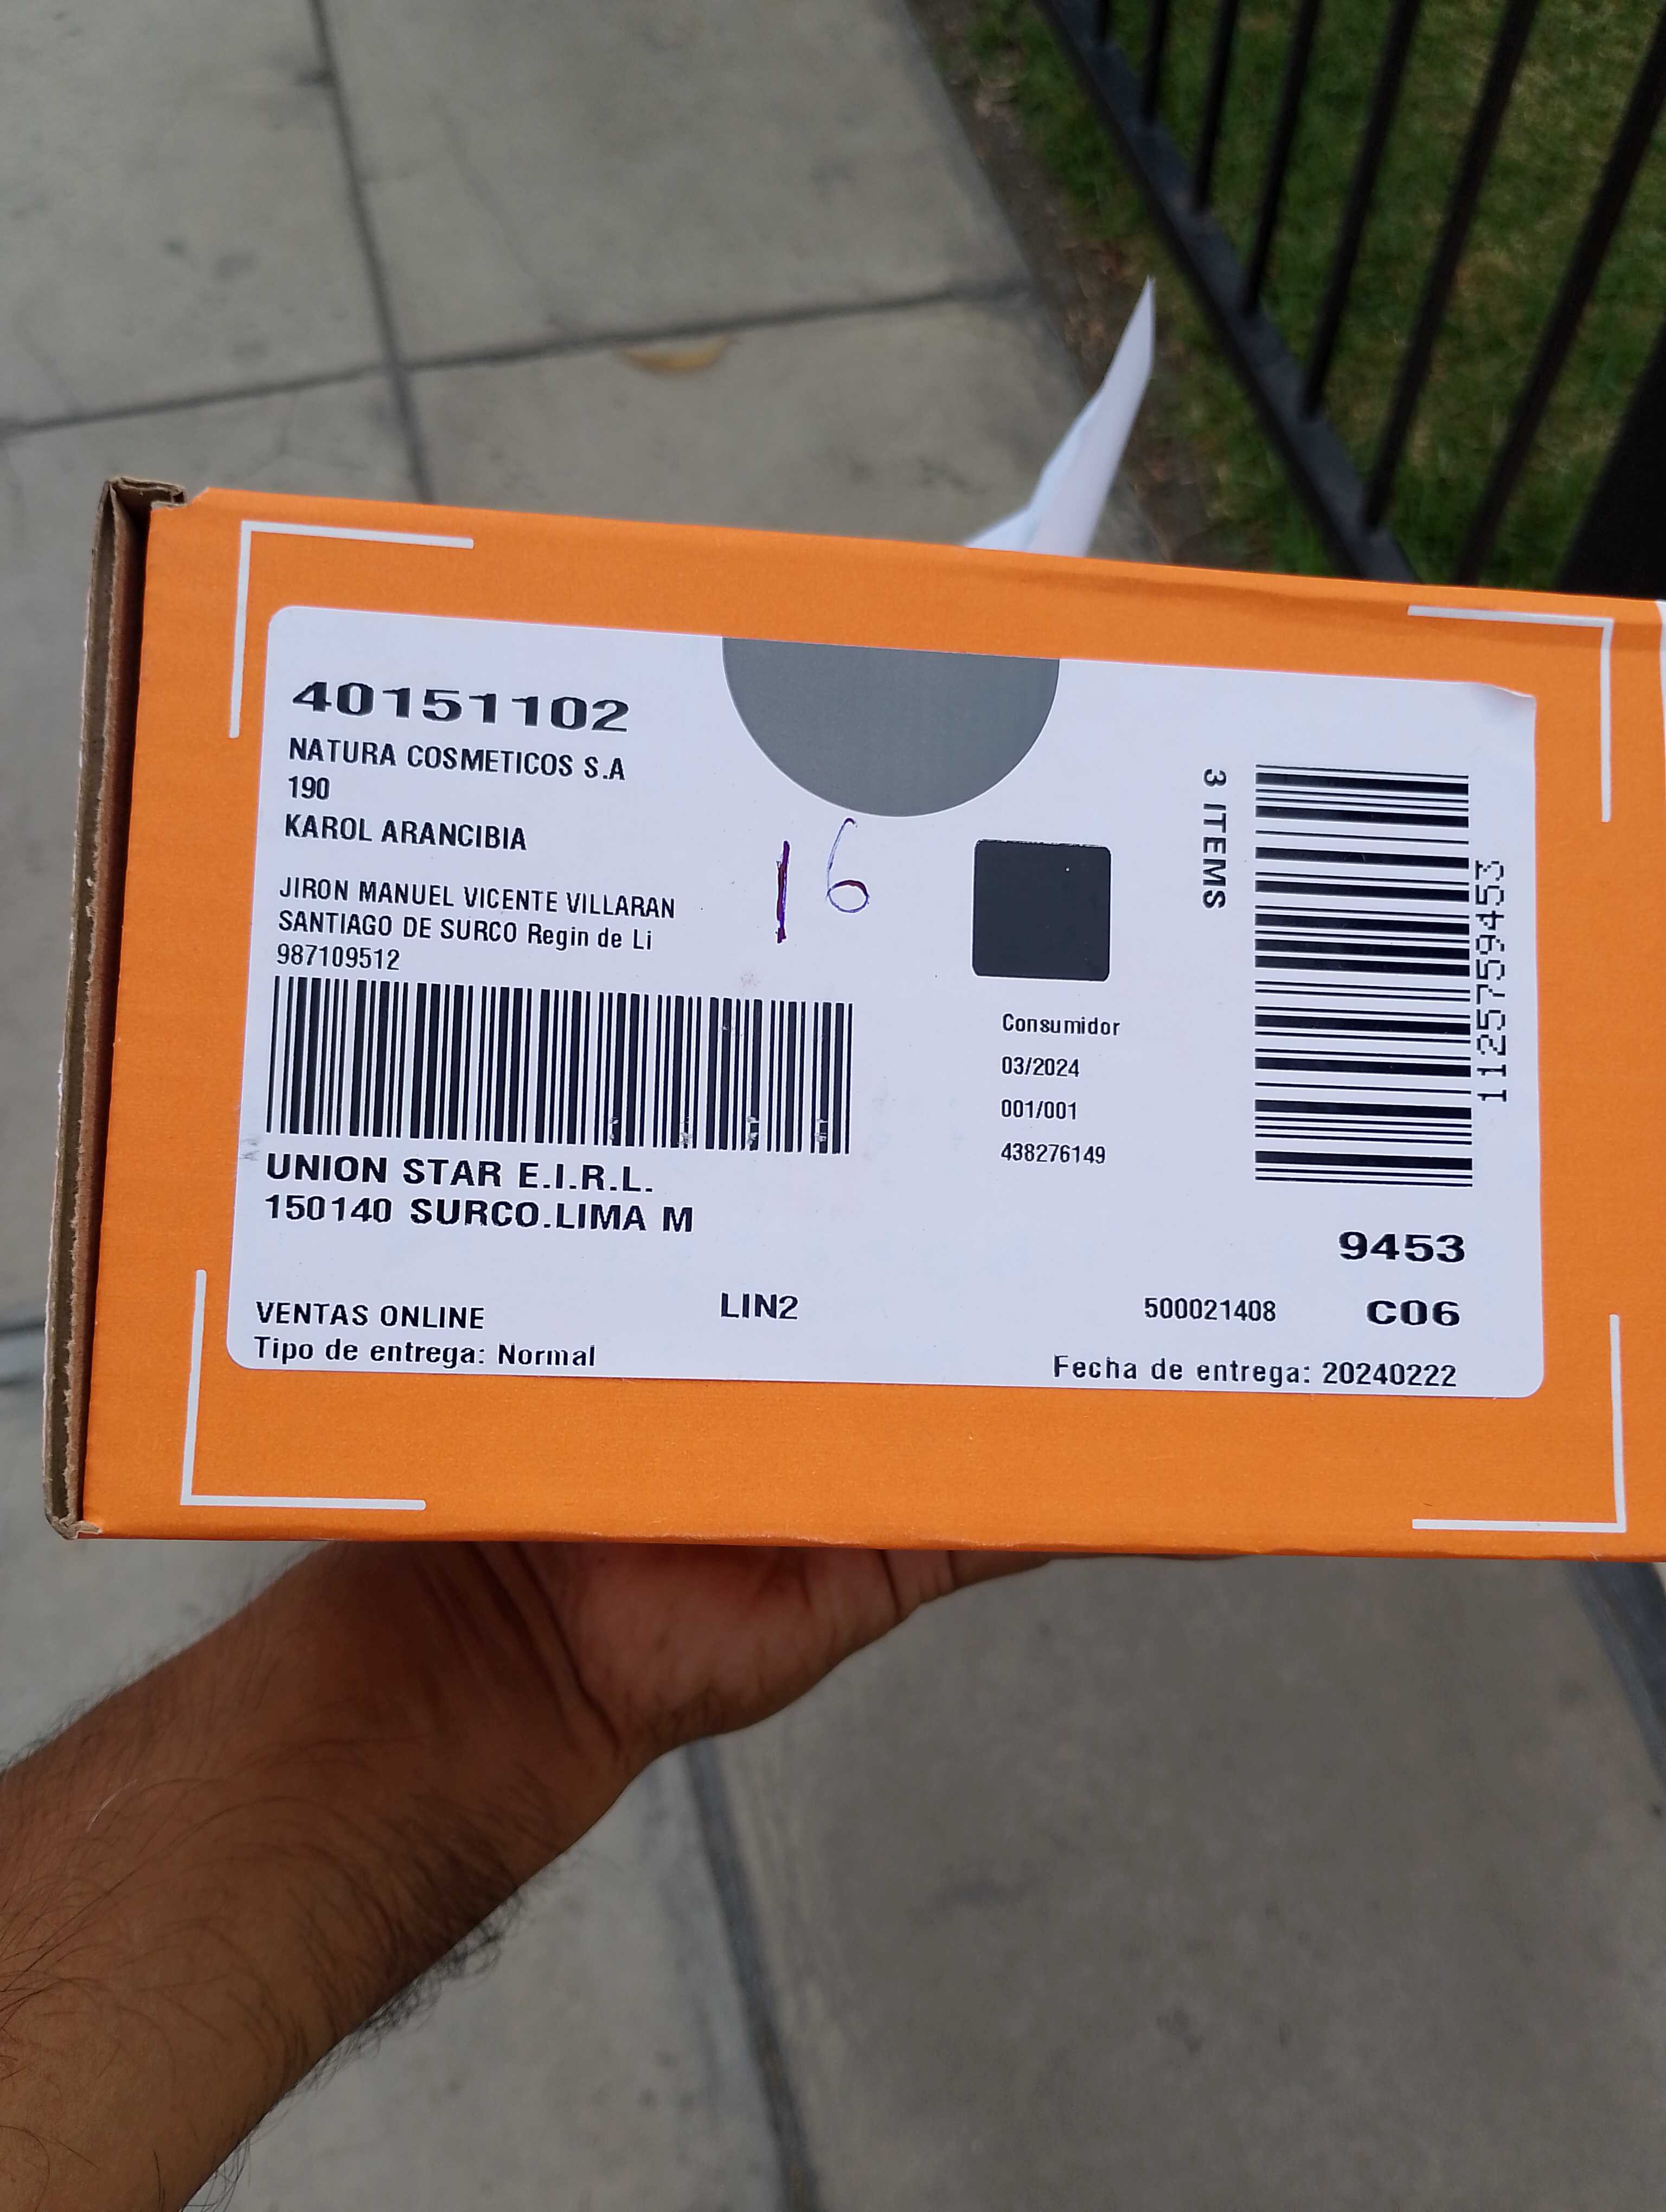 40151102
NATURA COSMETICOS S.A
190
KAROL ARANCIBIA
JIRON MANUEL VICENTE VILLARAN
SANTIAGO DE SURCO Regin de Li
987109512
16
UNION STAR E.I.R.L.
150140 SURCO.LIMA M
Consumidor
03/2024
001/001
438276149
3 ITEMS
1125759453
9453
VENTAS ONLINE
LIN2
500021408
C06
Tipo de entrega: Normal
Fecha de entrega: 20240222